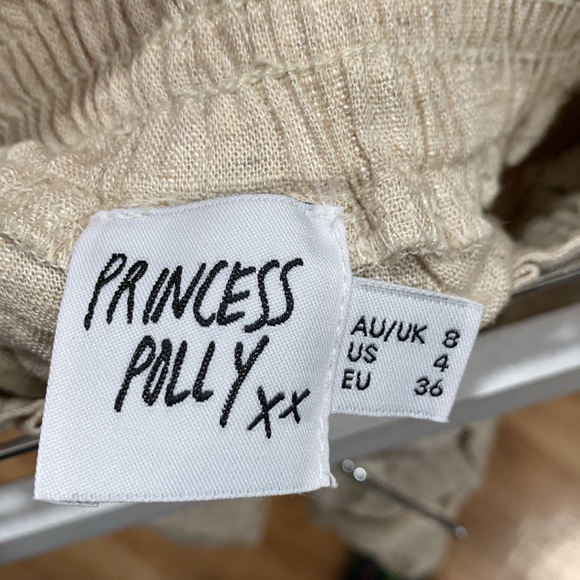 PRINCESS
POLLY xx
AU/UK 8
US 4
EU 36